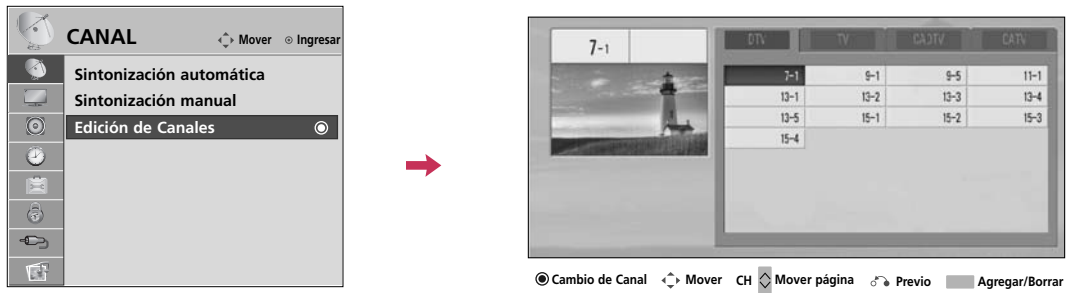 CANAL
Mover
Ingresar
Sintonización automática
Sintonización manual
Edición de Canales
7-1
DTV TV CADTV CATV
7-1 9-1 9-5 11-1
13-1 13-2 13-3 13-4
13-5 15-1 15-2 15-3
15-4
Cambio de Canal Mover CH Mover página Previo Agregar/Borrar